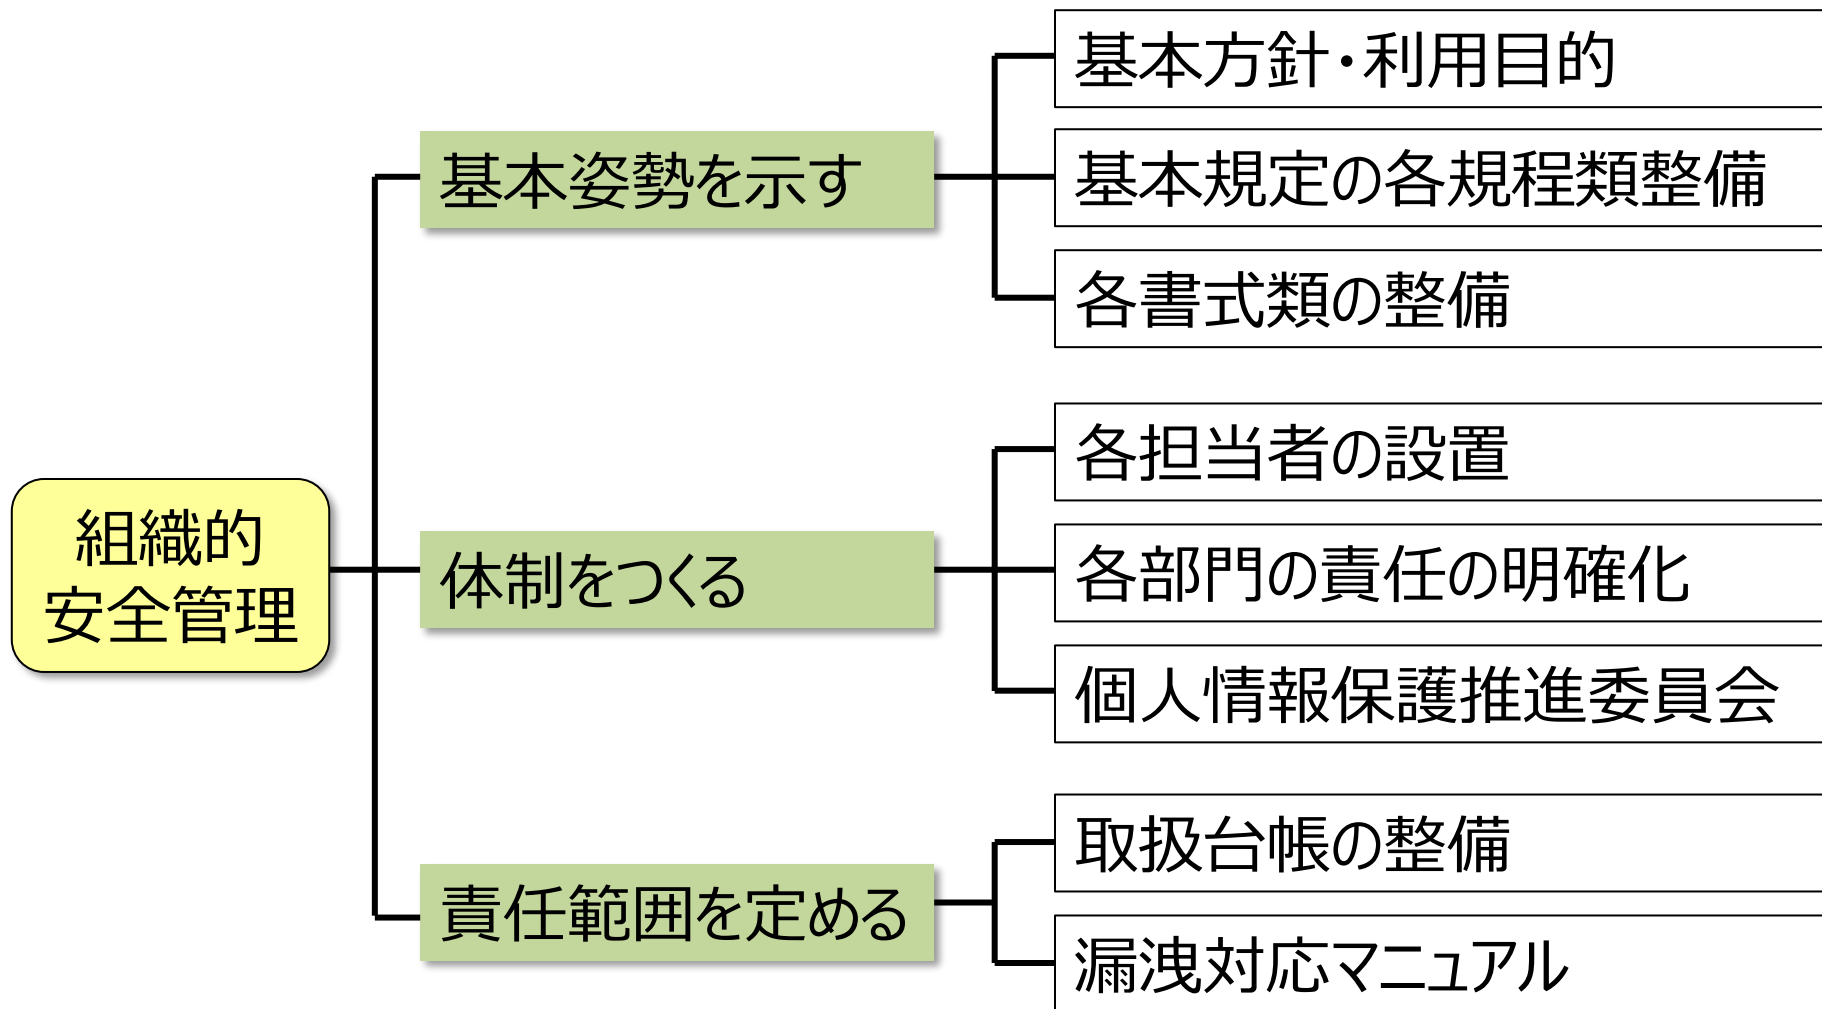 基本方針・利用目的
基本姿勢を示す
基本規定の各規程類整備
各書式類の整備
各担当者の設置
組織的
安全管理
体制をつくる
各部門の責任の明確化
個人情報保護推進委員会
取扱台帳の整備
責任範囲を定める
漏洩対応マニュアル